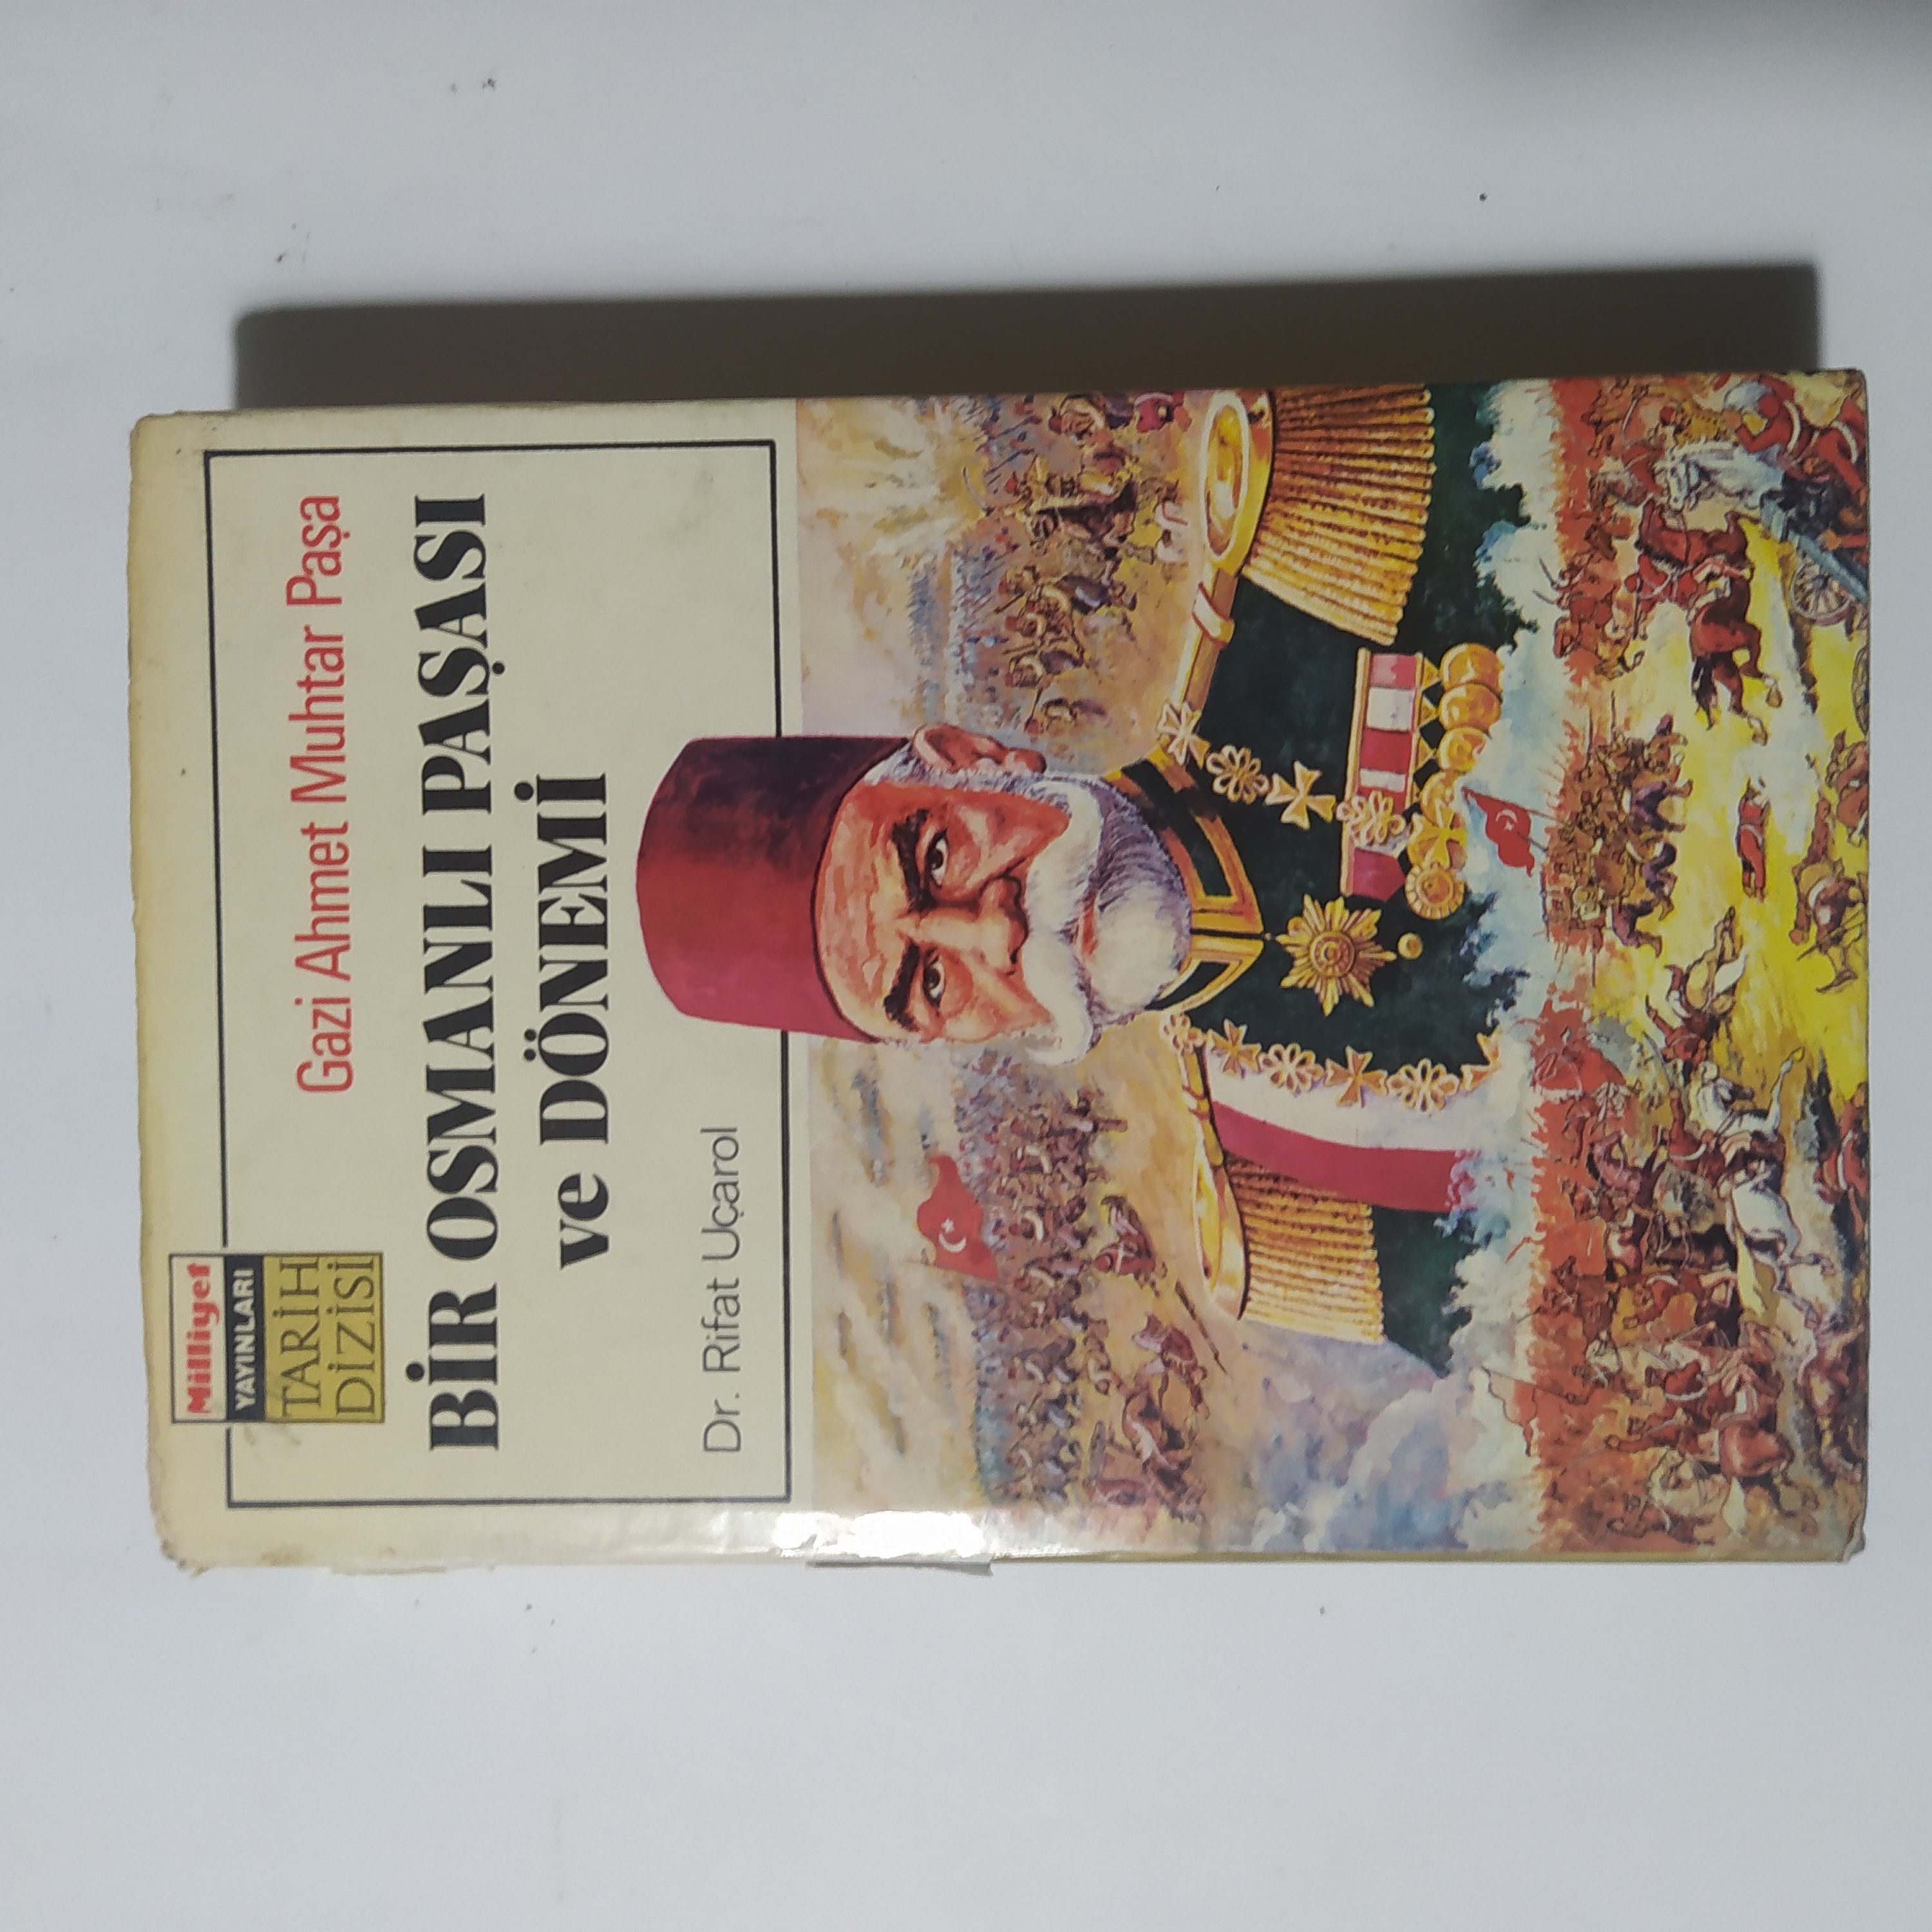 Milliyet
YAYINLARI
TARİH
DİZİSİ
Gazi Ahmet Muhtar Paşa
BİR OSMANLI PAŞASI
ve DÖNEMİ
Dr. Rifat Uçarol